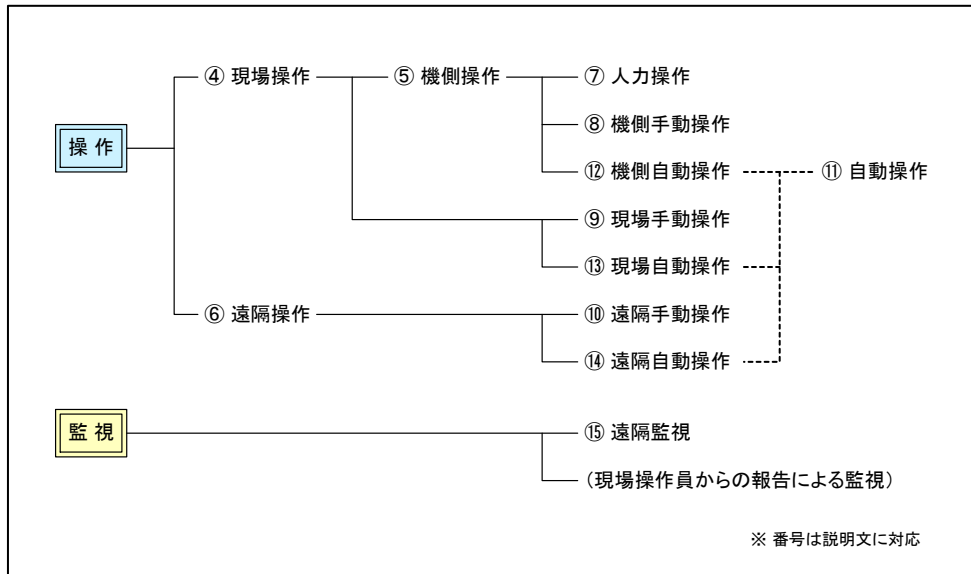 ④ 現場操作 ⑤ 機側操作 ⑦ 人力操作
操 作 ⑧ 機側手動操作
⑫ 機側自動操作 ⑪ 自動操作
⑨ 現場手動操作
⑬ 現場自動操作
⑥ 遠隔操作 ⑩ 遠隔手動操作
⑭ 遠隔自動操作
監 視 ⑮ 遠隔監視
（現場操作員からの報告による監視）
※ 番号は説明文に対応